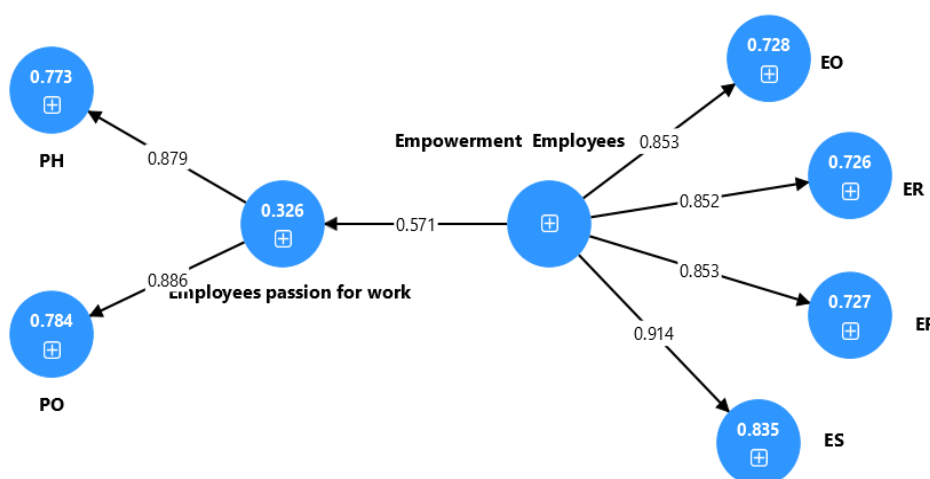 0.728
EO
0.773
Empowerment Employees
0.853
PH
0.879
0.726
ER
0.852
0.326
0.571
0.853
0.886
Employees passion for work
0.784
0.727
0.914
PO
0.835
ES